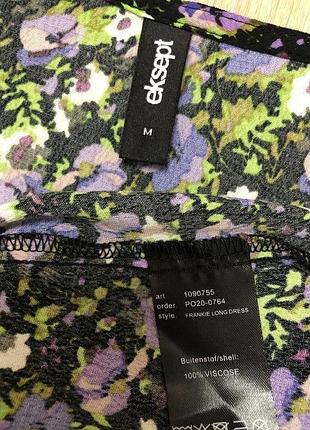 eksept
M
art 1090755
order. PO20-0764
style. FRANKIE LONG DRESS
Buitenstof/shell:
100% VISCOSE